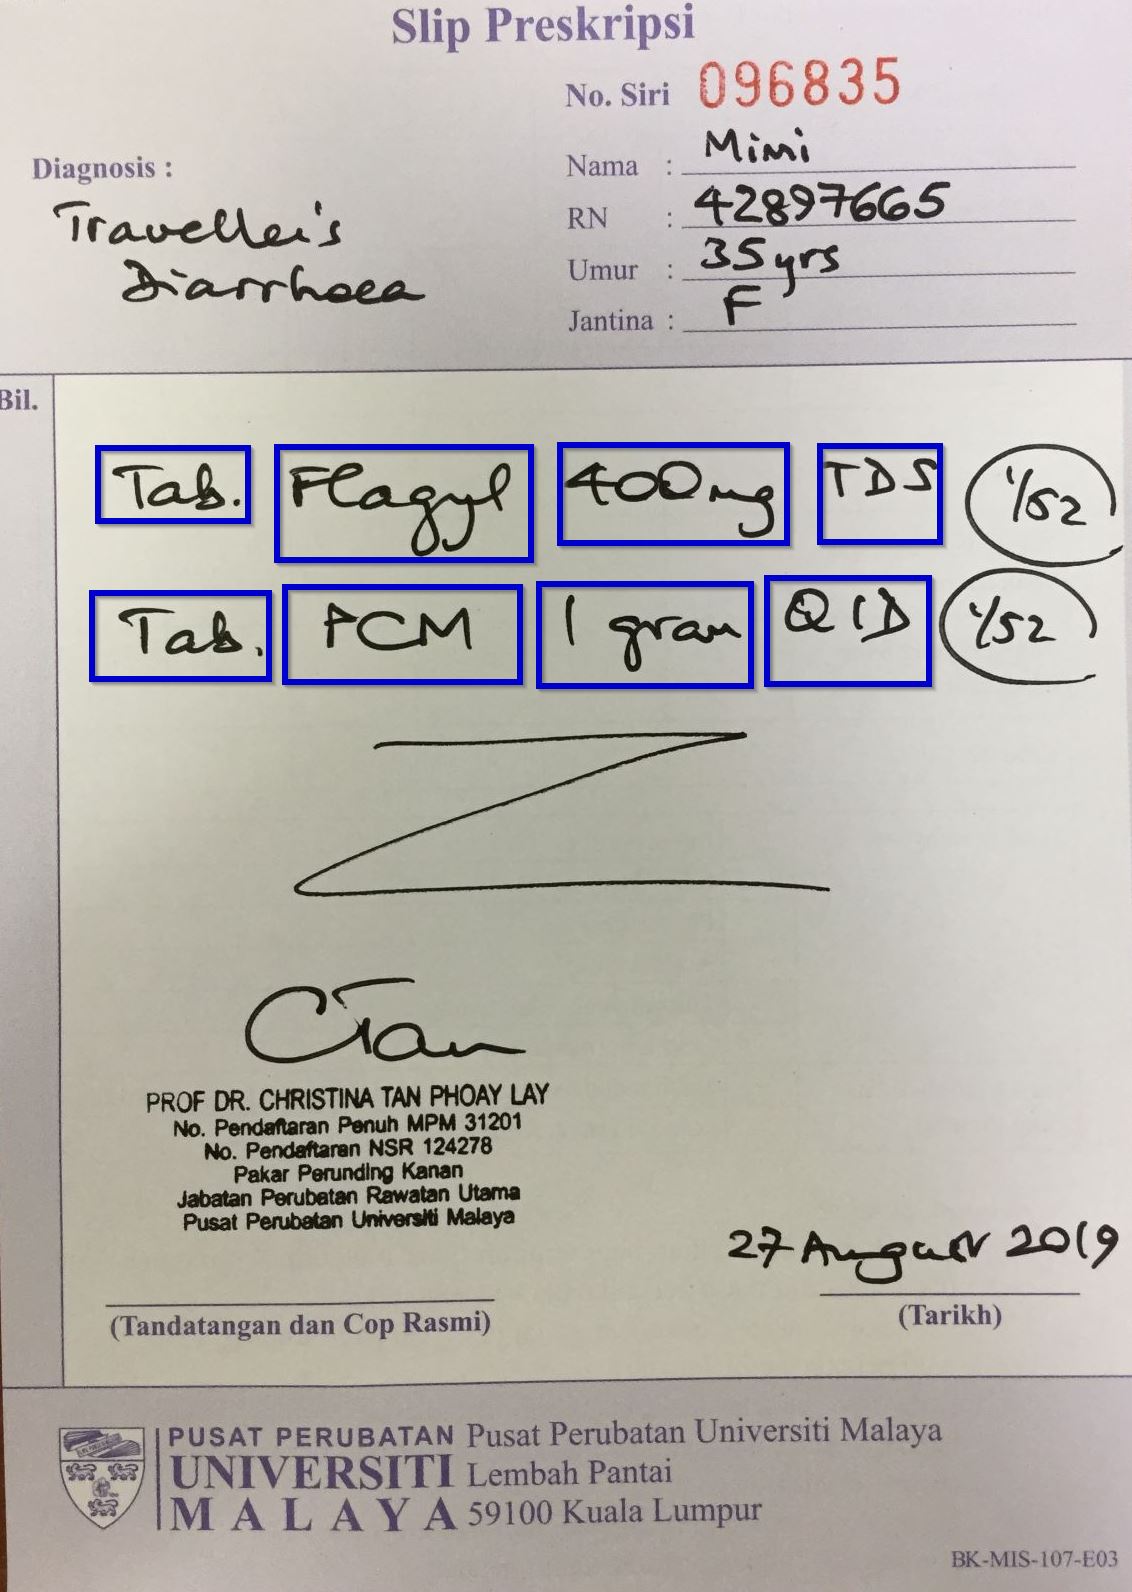 Slip Preskripsi
No. Siri 096835
Diagnosis :
Traveller's
Diarrhoea
Nama : Mimi
RN : 42897665
Umur : 35 yrs
Jantina : F
Bil.
Tab. Flagyl 400mg TDS 1/52
Tab. PCM 1 gram QID 1/52
CTan
PROF DR. CHRISTINA TAN PHOAY LAY
No. Pendaftaran Penuh MPM 31201
No. Pendaftaran NSR 124278
Pakar Perunding Kanan
Jabatan Perubatan Rawatan Utama
Pusat Perubatan Universiti Malaya
27 August 2019
(Tandatangan dan Cop Rasmi)
(Tarikh)
PUSAT PERUBATAN
UNIVERSITI
MALAYA
Pusat Perubatan Universiti Malaya
Lembah Pantai
59100 Kuala Lumpur
BK-MIS-107-E03